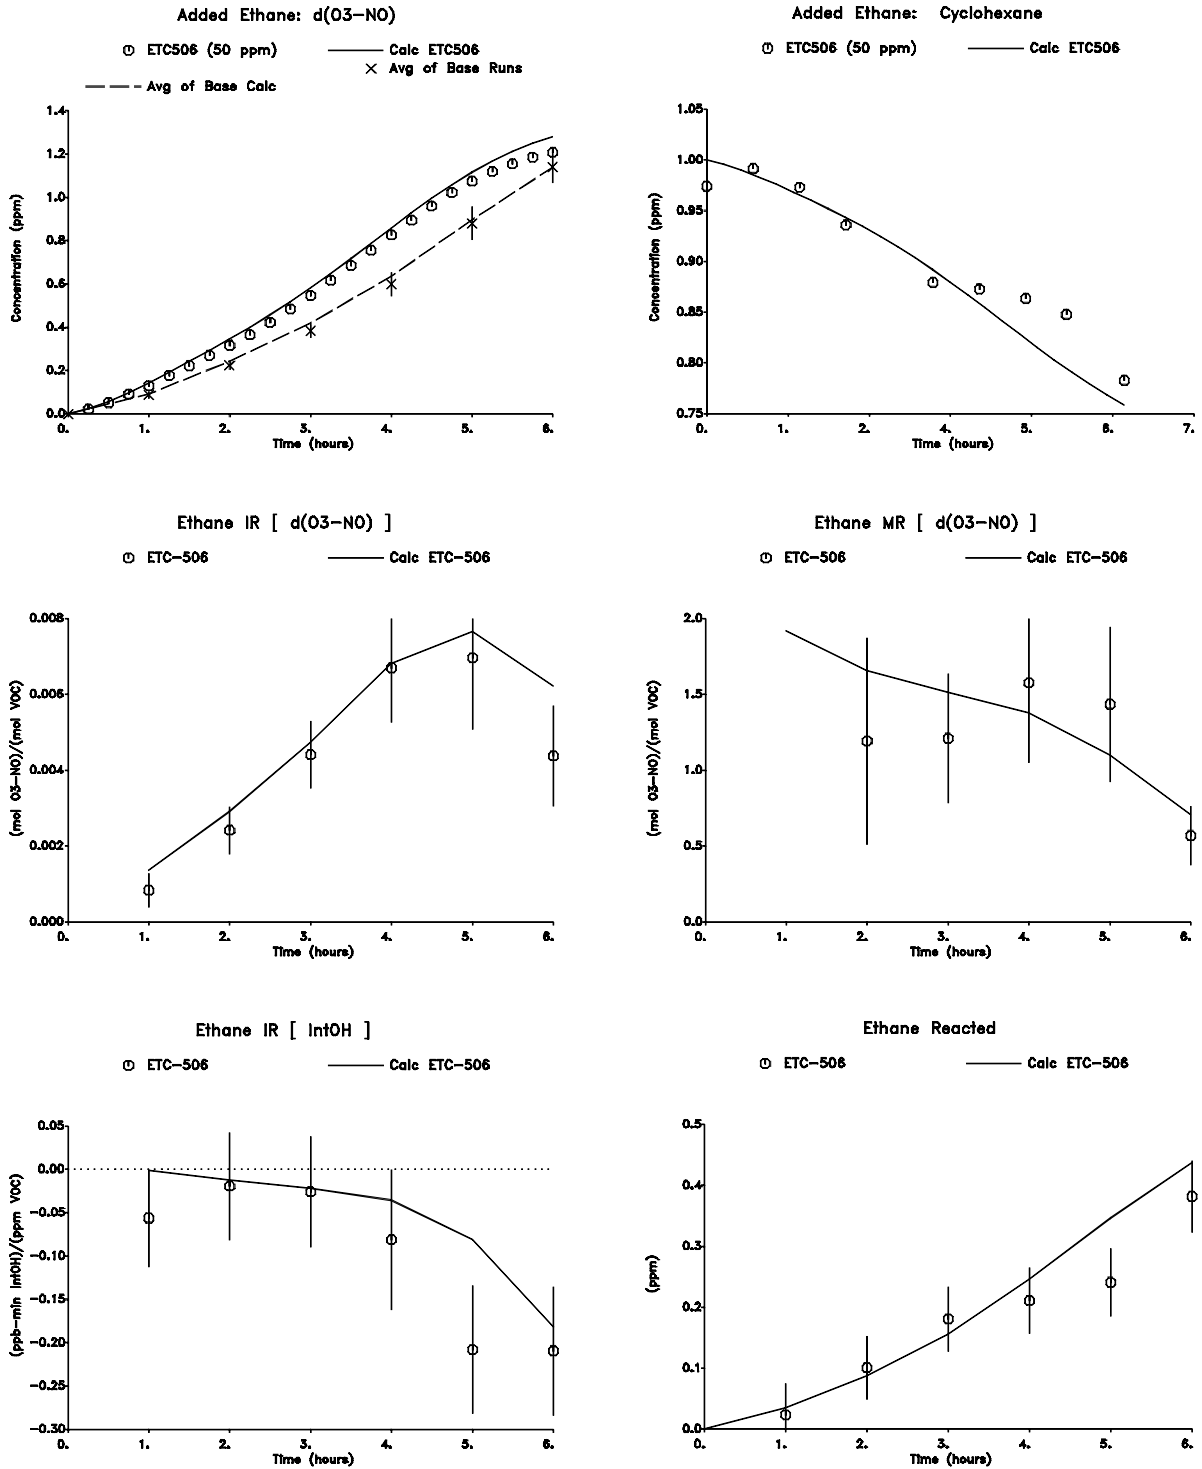 Added Ethane: d(O3-NO)
ETC506 (50 ppm) Calc ETC506
Avg of Base Runs
Avg of Base Calc
1.4
1.2
1.0
0.8
0.6
0.4
0.2
0.0
Concentration (ppm)
0. 1. 2. 3. 4. 5. 6.
Time (hours)
Added Ethane: Cyclohexane
ETC506 (50 ppm) Calc ETC506
1.05
1.00
0.95
0.90
0.85
0.80
0.75
Concentration (ppm)
0. 1. 2. 4. 5. 6. 7.
Time (hours)
Ethane IR [ d(O3-NO) ]
ETC-506 Calc ETC-506
0.008
0.006
0.004
0.002
0.000
(mol O3-NO)/(mol VOC)
0. 1. 2. 3. 4. 5. 6.
Time (hours)
Ethane MR [ d(O3-NO) ]
ETC-506 Calc ETC-506
2.0
1.5
1.0
0.5
0.0
(mol O3-NO)/(mol VOC)
0. 1. 2. 3. 4. 5. 6.
Time (hours)
Ethane IR [ IntOH ]
ETC-506 Calc ETC-506
0.05
0.00
-0.05
-0.10
-0.15
-0.20
-0.25
-0.30
(ppb-min IntOH)/(ppm VOC)
0. 1. 2. 3. 4. 5. 6.
Time (hours)
Ethane Reacted
ETC-506 Calc ETC-506
0.5
0.4
0.3
0.2
0.1
0.0
(ppm)
0. 1. 2. 3. 4. 5. 6.
Time (hours)